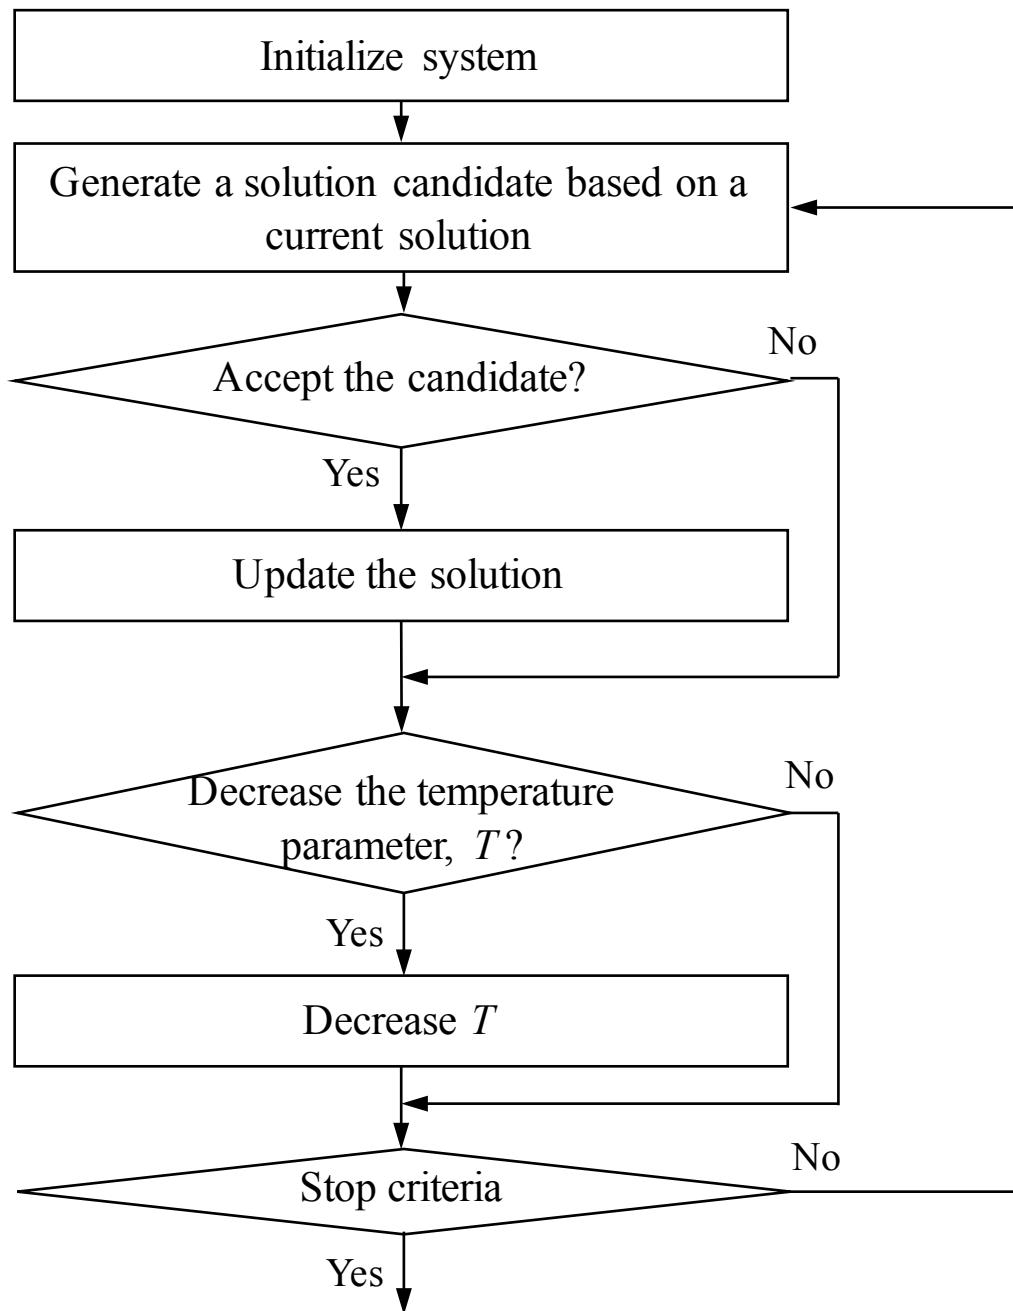 Initialize system
Generate a solution candidate based on a
current solution
No
Accept the candidate?
Yes
Update the solution
No
Decrease the temperature
parameter, T?
Yes
Decrease T
No
Stop criteria
Yes